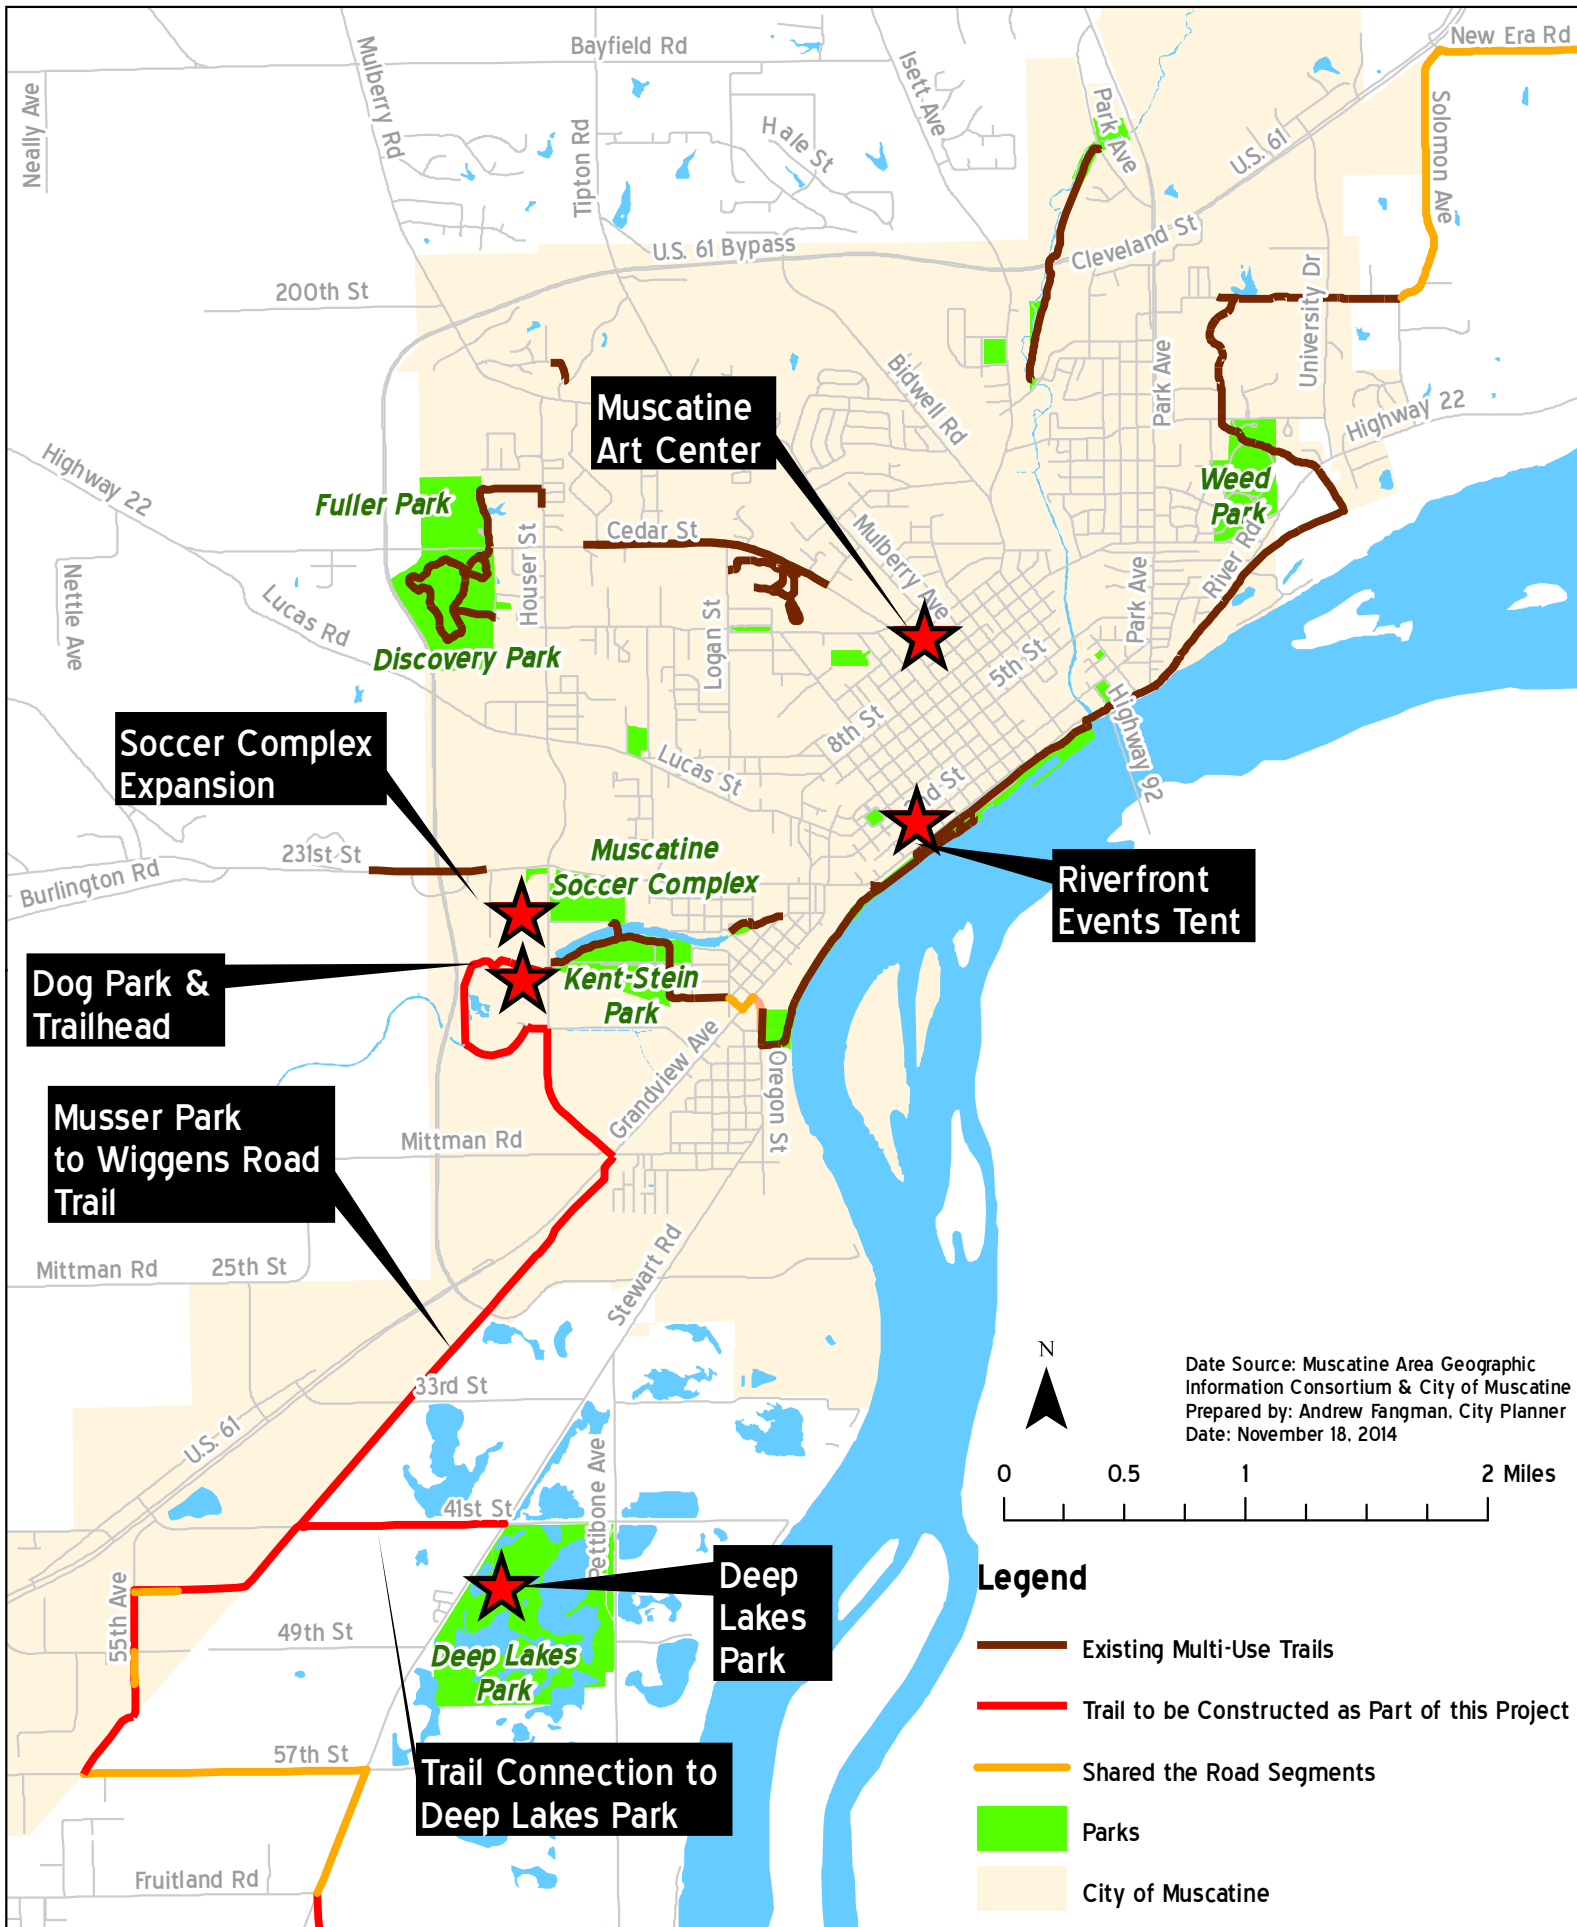 Bayfield Rd
New Era Rd
Neally Ave
Mulberry Rd
Tipton Rd
Hale St
Isett Ave
Park Ave
U.S. 61
Solomon Ave
U.S. 61 Bypass
Cleveland St
200th St
University Dr
Park Ave
Bidwell Rd
Highway 22
Muscatine
Art Center
Highway 22
Fuller Park
Weed
Park
Cedar St
Houser St
Mulberry Ave
River Rd
Nettle Ave
Lucas Rd
Logan St
Park Ave
Discovery Park
5th St
Highway 92
Soccer Complex
Expansion
8th St
Lucas St
2nd St
231st St
Burlington Rd
Muscatine
Soccer Complex
Riverfront
Events Tent
Dog Park &
Trailhead
Kent-Stein
Park
Grandview Ave
Oregon St
Musser Park
to Wiggens Road
Trail
Mittman Rd
Mittman Rd
25th St
Stewart Rd
33rd St
U.S. 61
N
Date Source: Muscatine Area Geographic
Information Consortium & City of Muscatine
Prepared by: Andrew Fangman, City Planner
Date: November 18, 2014
0
0.5
1
2 Miles
41st St
Pettibone Ave
55th Ave
49th St
Deep
Lakes
Park
Deep Lakes
Park
57th St
Trail Connection to
Deep Lakes Park
Fruitland Rd
Legend
Existing Multi-Use Trails
Trail to be Constructed as Part of this Project
Shared the Road Segments
Parks
City of Muscatine